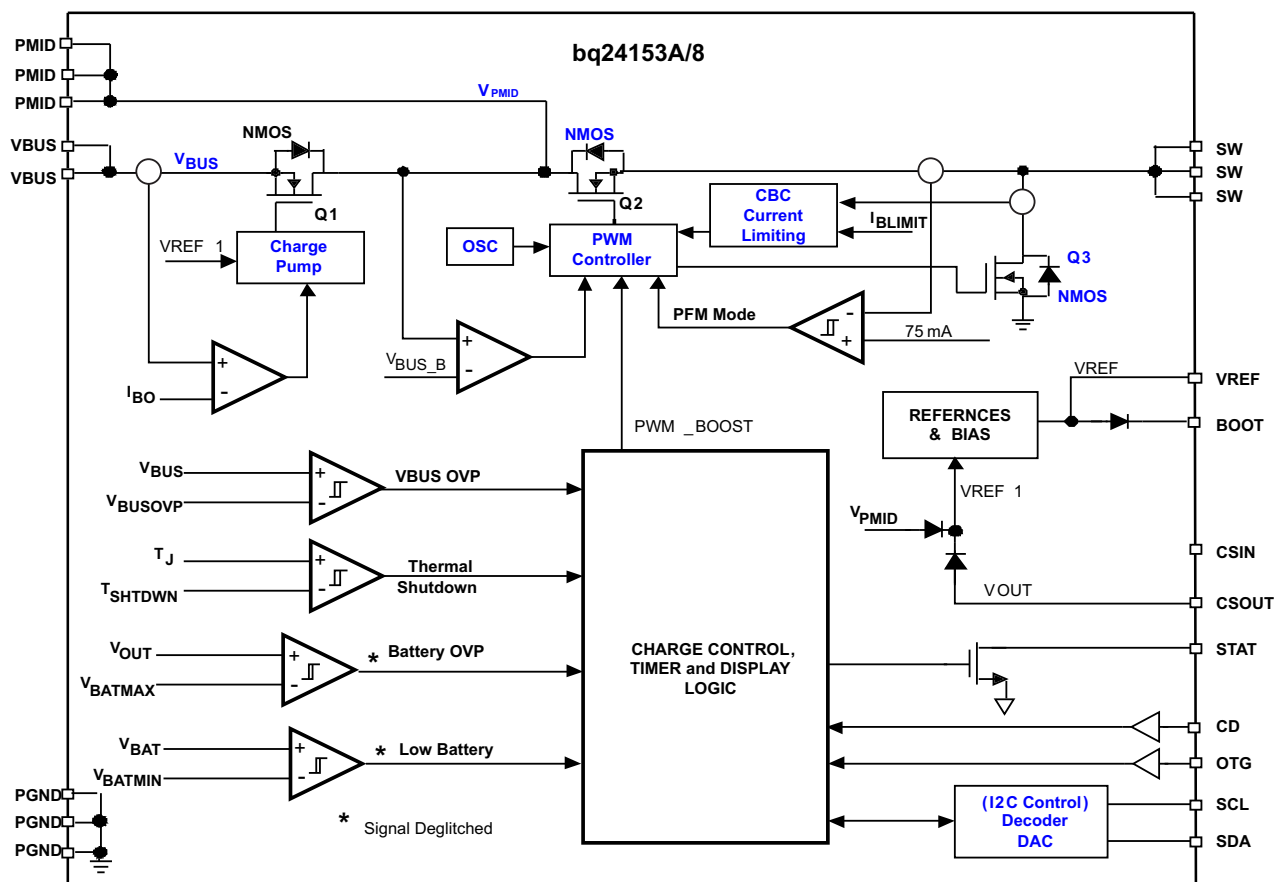 bq24153A/8
PMID
PMID
PMID
VBUS
VBUS
VPMID
NMOS
VBUS
Q1
NMOS
Q2
SW
SW
SW
VREF 1
Charge
Pump
OSC
PWM
Controller
CBC
Current
Limiting
IBLIMIT
Q3
NMOS
PFM Mode
-
+
75 mA
+
-
IBO
+
-
VBUS_B
PWM _BOOST
VREF
VREF
BOOT
REFERNCES
& BIAS
VREF 1
VPMID
VOUT
CSIN
CSOUT
VBUS
VBUSOVP
+
-
VBUS OVP
TJ
TSHTDWN
+
-
Thermal
Shutdown
VOUT
VBATMAX
+
-
* Battery OVP
VBAT
VBATMIN
+
-
* Low Battery
* Signal Deglitched
CHARGE CONTROL,
TIMER and DISPLAY
LOGIC
STAT
CD
OTG
(I2C Control)
Decoder
DAC
SCL
SDA
PGND
PGND
PGND